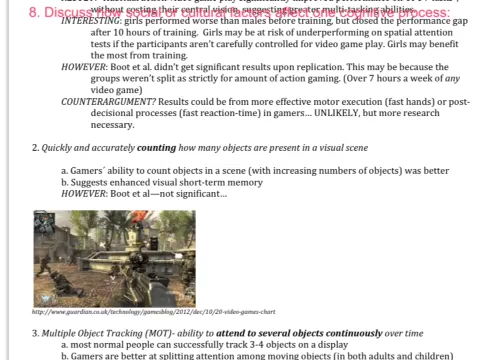 8. Discuss how social or cultural factors affect one cognitive process:
without costing their central vision, suggesting greater multi-tasking abilities.
INTERESTING: girls performed worse than males before training, but closed the performance gap
after 10 hours of training.  Girls may be at risk of underperforming on spatial attention
tests if the participants aren't carefully controlled for video game play. Girls may benefit
the most from training.
HOWEVER: Boot et al. didn't get significant results upon replication. This may be because the
groups weren't split as strictly for amount of action gaming. (Over 7 hours a week of any
video game)
COUNTERARGUMENT? Results could be from more effective motor execution (fast hands) or post-
decisional processes (fast reaction-time) in gamers... UNLIKELY, but more research
necessary.
2. Quickly and accurately counting how many objects are present in a visual scene
a. Gamers´ ability to count objects in a scene (with increasing numbers of objects) was better
b. Suggests enhanced visual short-term memory
HOWEVER: Boot et al—not significant...
http://www.guardian.co.uk/technology/gamesblog/2012/dec/10/20-video-games-chart
3. Multiple Object Tracking (MOT)- ability to attend to several objects continuously over time
a. most normal people can successfully track 3-4 objects on a display
b. Gamers are better at splitting attention among moving objects (in both adults and children)